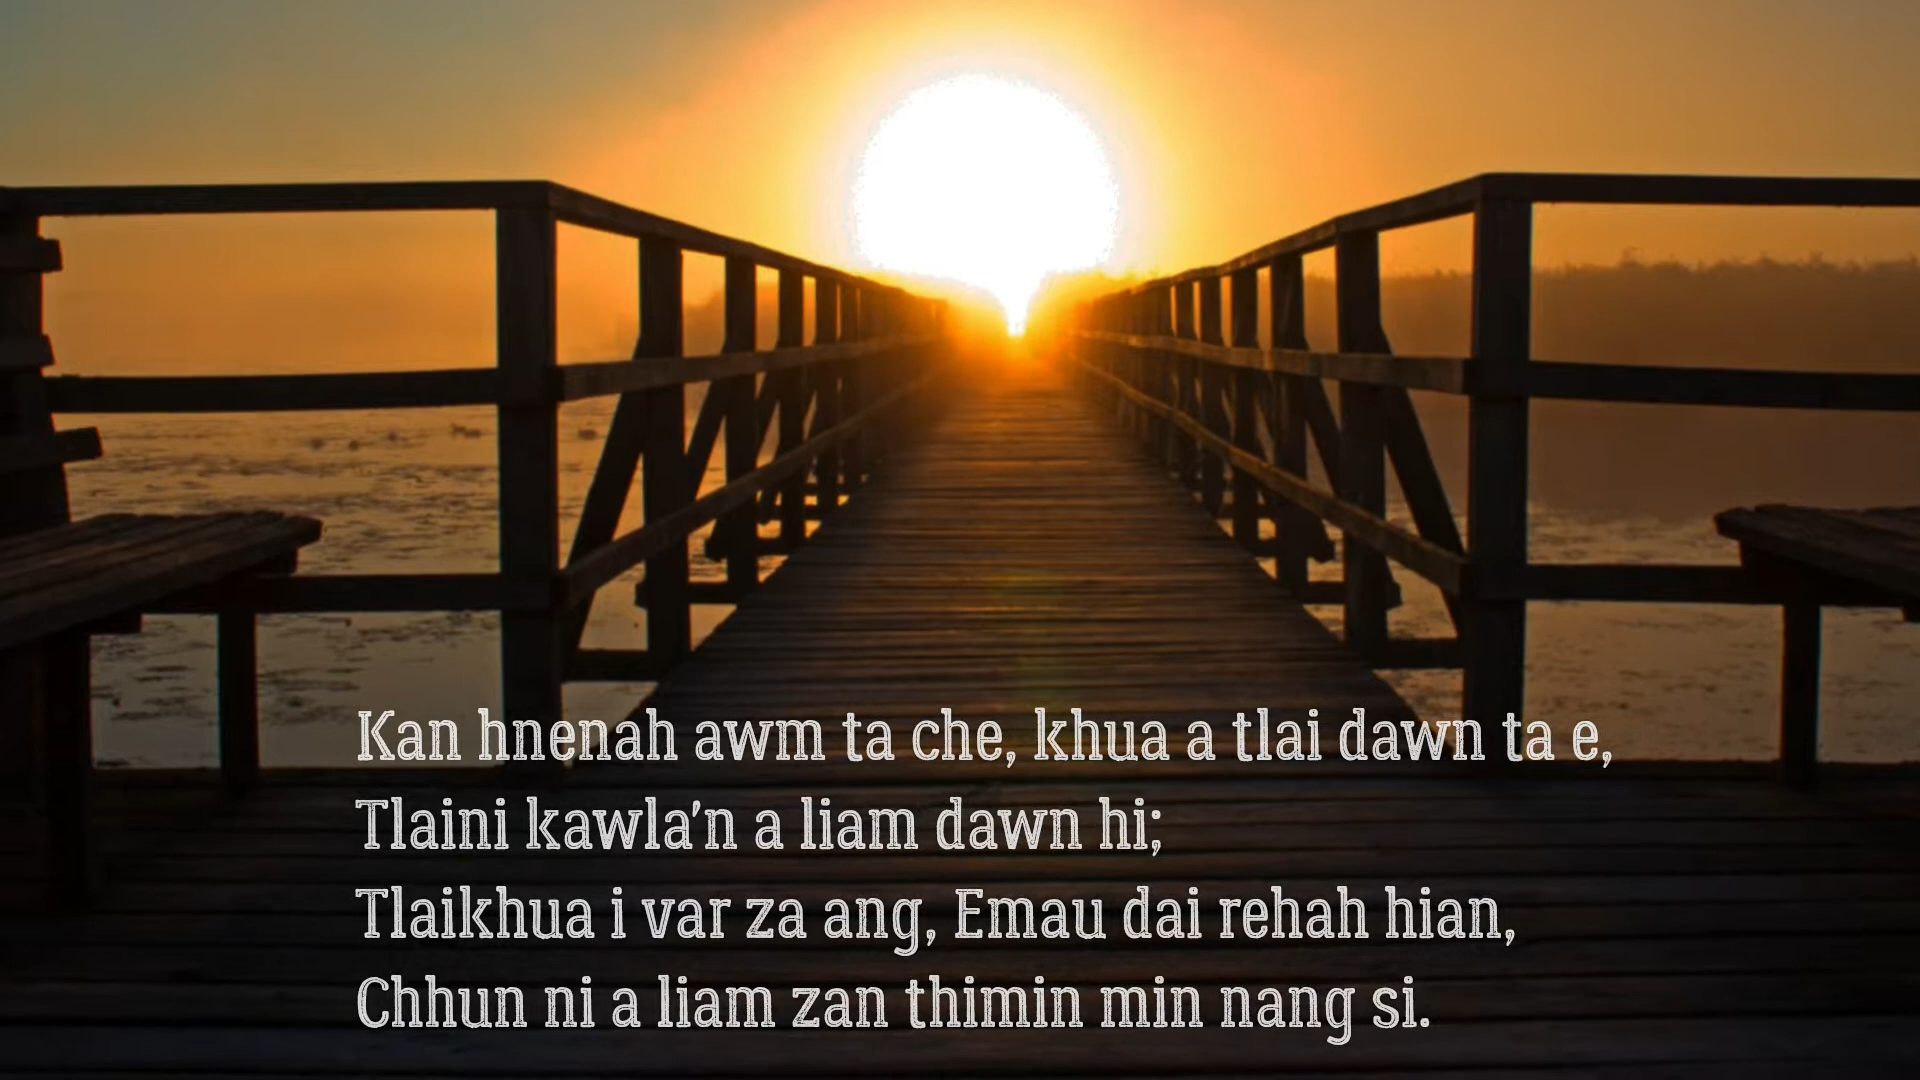 Kan hnenah awm ta che, khua a tlai dawn ta e,
Tlaini kawla'n a liam dawn hi;
Tlaikhua i var za ang, Emau dai rehah hian,
Chhun ni a liam zan thimin min nang si.